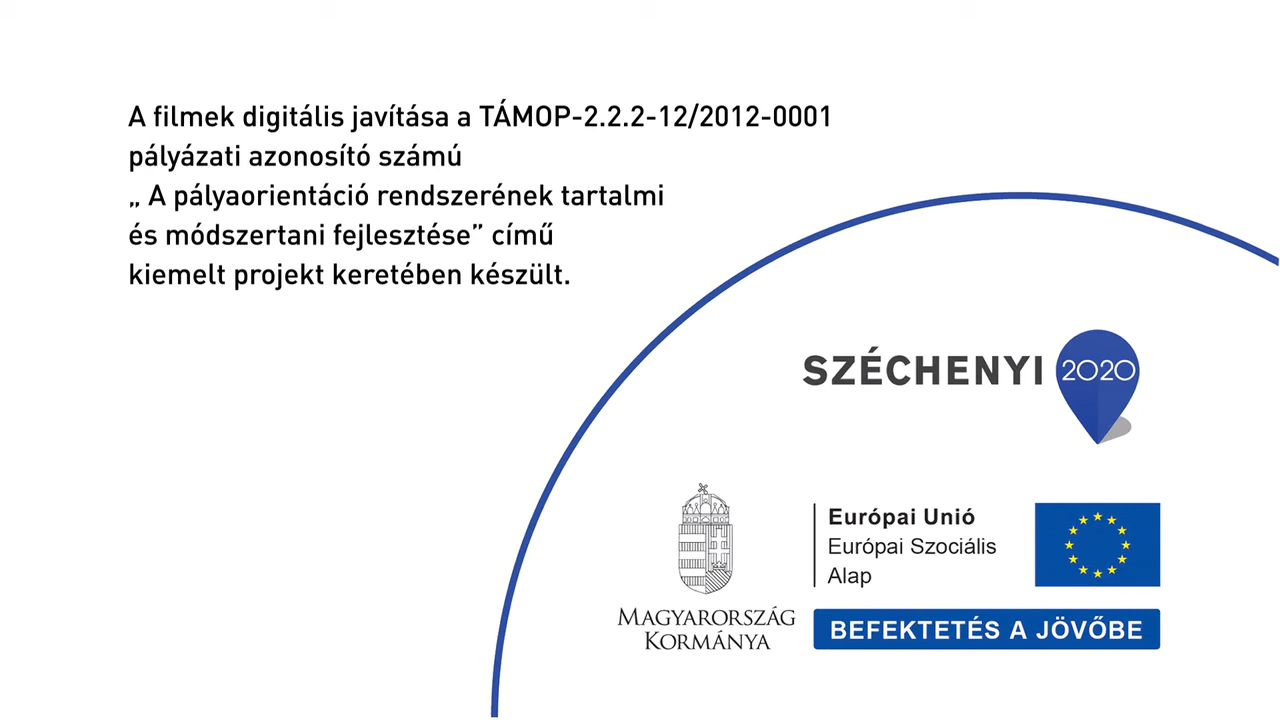 A filmek digitális javítása a TÁMOP-2.2.2-12/2012-0001
pályázati azonosító számú
„ A pályaorientáció rendszerének tartalmi
és módszertani fejlesztése” című
kiemelt projekt keretében készült.
SZÉCHENYI 2020
Európai Unió
Európai Szociális
Alap
MAGYARORSZÁG
KORMÁNYA
BEFEKTETÉS A JÖVŐBE